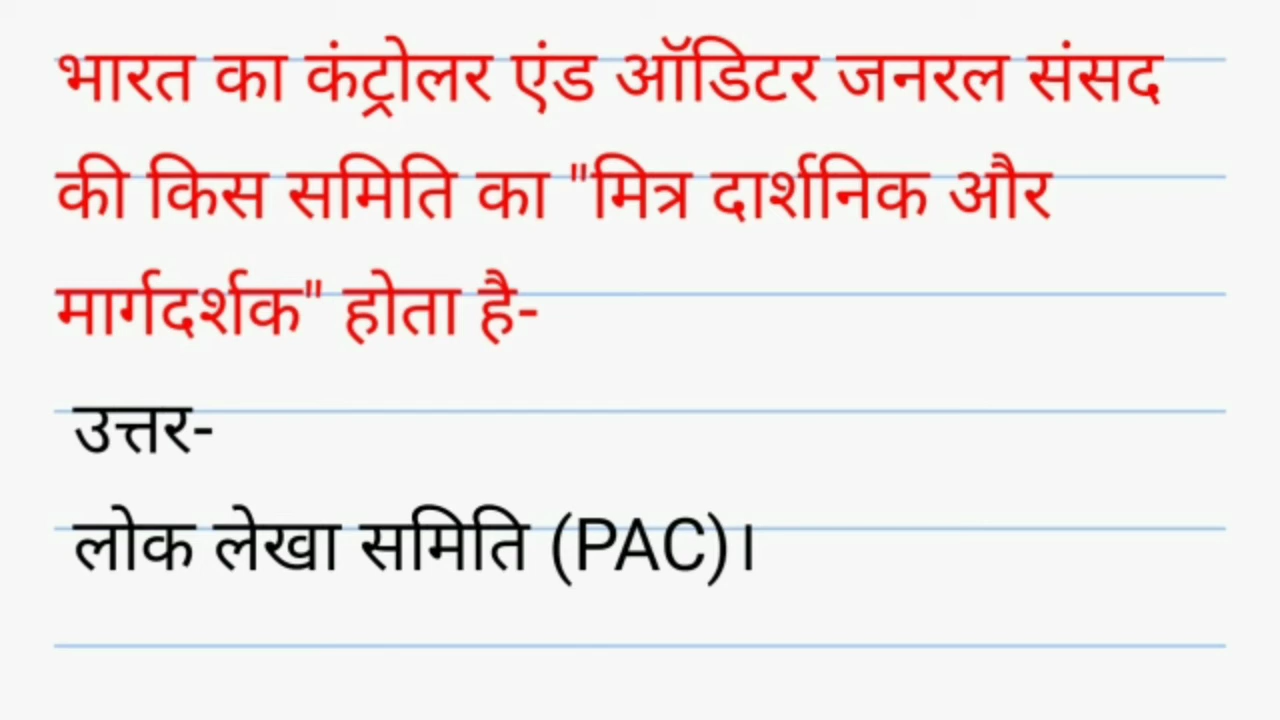 भारत का कंट्रोलर एंड ऑडिटर जनरल संसद
की किस समिति का "मित्र दार्शनिक और
मार्गदर्शक" होता है-
उत्तर-
लोक लेखा समिति (PAC)।